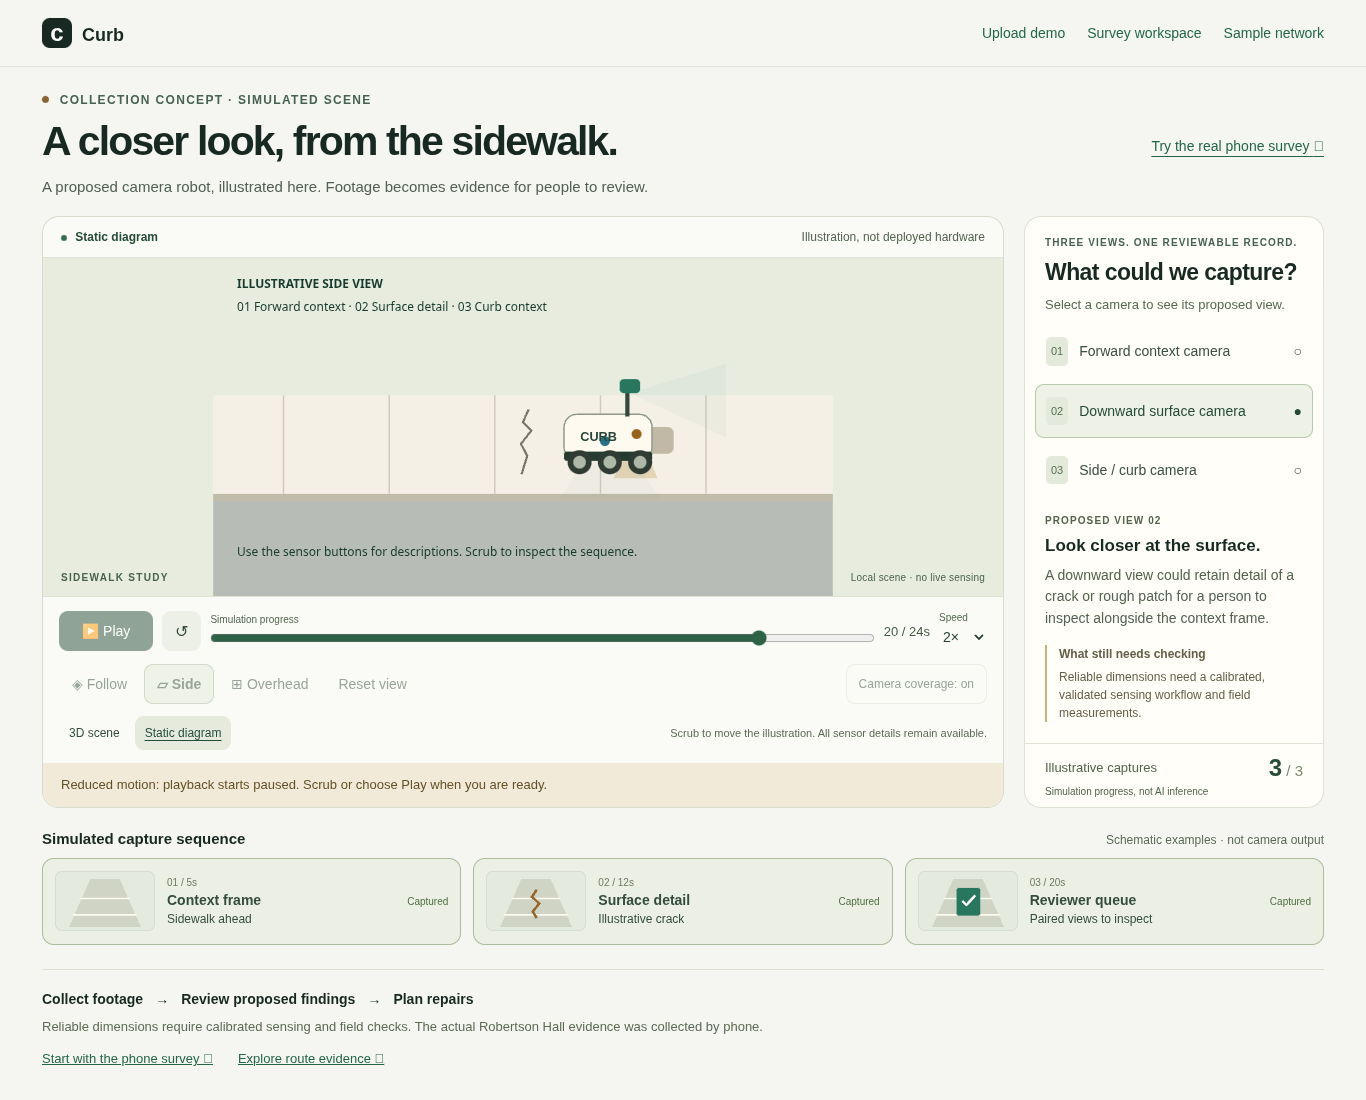 C Curb
Upload demo Survey workspace Sample network
COLLECTION CONCEPT · SIMULATED SCENE
A closer look, from the sidewalk.
Try the real phone survey
A proposed camera robot, illustrated here. Footage becomes evidence for people to review.
Static diagram
Illustration, not deployed hardware
ILLUSTRATIVE SIDE VIEW
01 Forward context · 02 Surface detail · 03 Curb context
CURB
Use the sensor buttons for descriptions. Scrub to inspect the sequence.
SIDEWALK STUDY
Local scene · no live sensing
Play
Simulation progress
20 / 24s
Speed
2×
Follow Side Overhead Reset view
Camera coverage: on
3D scene Static diagram
Scrub to move the illustration. All sensor details remain available.
Reduced motion: playback starts paused. Scrub or choose Play when you are ready.
THREE VIEWS. ONE REVIEWABLE RECORD.
What could we capture?
Select a camera to see its proposed view.
01 Forward context camera
02 Downward surface camera
03 Side / curb camera
PROPOSED VIEW 02
Look closer at the surface.
A downward view could retain detail of a
crack or rough patch for a person to
inspect alongside the context frame.
What still needs checking
Reliable dimensions need a calibrated,
validated sensing workflow and field
measurements.
Illustrative captures
3 / 3
Simulation progress, not AI inference
Simulated capture sequence
Schematic examples · not camera output
01 / 5s
Context frame
Sidewalk ahead
Captured
02 / 12s
Surface detail
Illustrative crack
Captured
03 / 20s
Reviewer queue
Paired views to inspect
Captured
Collect footage → Review proposed findings → Plan repairs
Reliable dimensions require calibrated sensing and field checks. The actual Robertson Hall evidence was collected by phone.
Start with the phone survey Explore route evidence